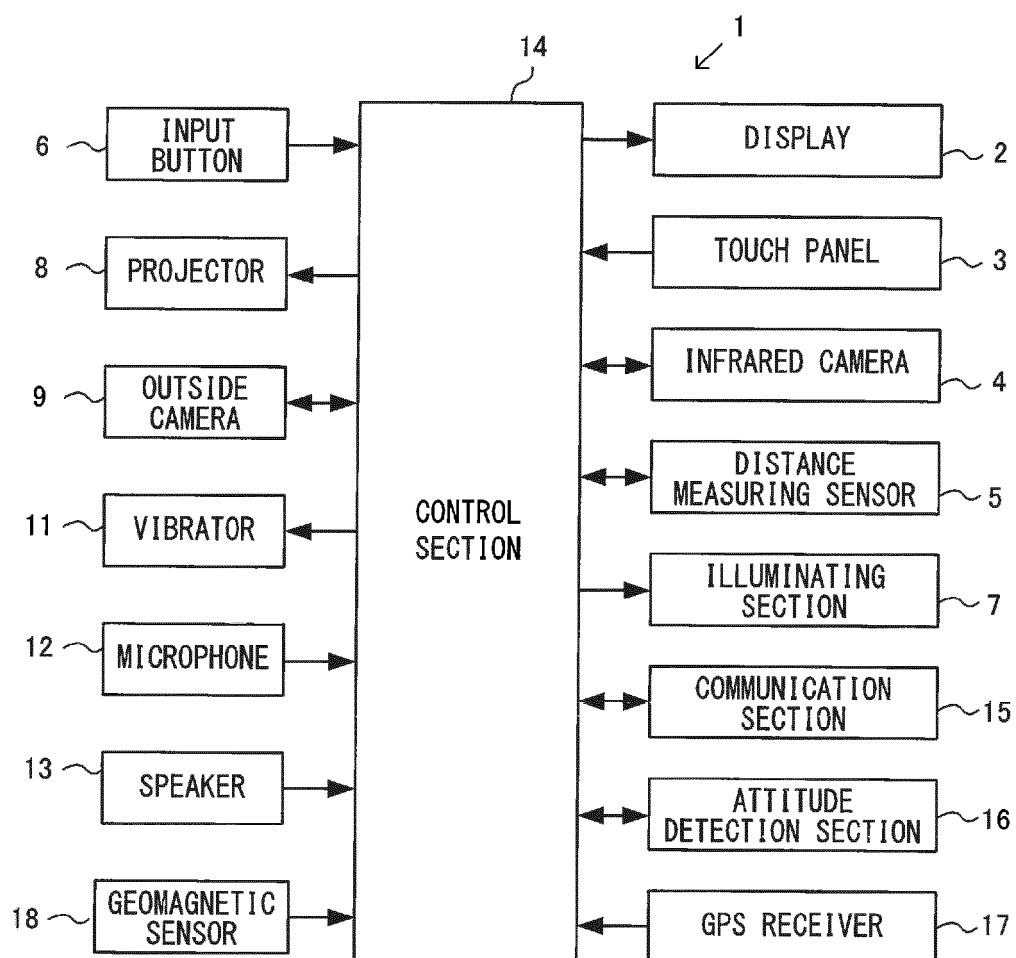 1
14
6
INPUT
BUTTON
DISPLAY
2
8
PROJECTOR
TOUCH PANEL
3
9
OUTSIDE
CAMERA
INFRARED CAMERA
4
11
VIBRATOR
CONTROL
SECTION
DISTANCE
MEASURING SENSOR
5
ILLUMINATING
SECTION
7
12
MICROPHONE
COMMUNICATION
SECTION
15
13
SPEAKER
ATTITUDE
DETECTION SECTION
16
18
GEOMAGNETIC
SENSOR
GPS RECEIVER
17